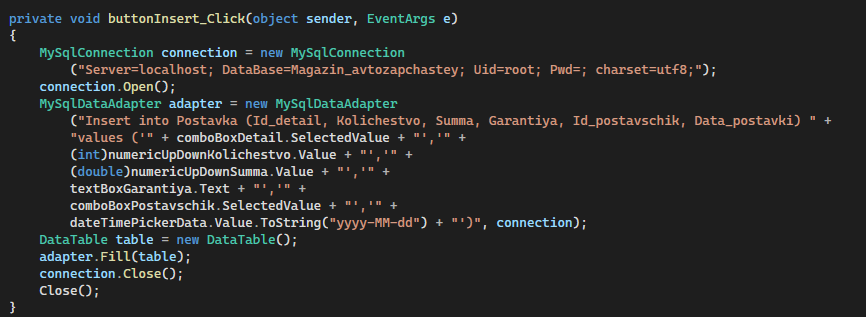 private void buttonInsert_Click(object sender, EventArgs e)
{
    MySqlConnection connection = new MySqlConnection
        ("Server=localhost; DataBase=Magazin_avtozapchastey; Uid=root; Pwd=; charset=utf8;");
    connection.Open();
    MySqlDataAdapter adapter = new MySqlDataAdapter
        ("Insert into Postavka (Id_detail, Kolichestvo, Summa, Garantiya, Id_postavschik, Data_postavki) " +
        "values ('" + comboBoxDetail.SelectedValue + "','" +
        (int)numericUpDownKolichestvo.Value + "','" +
        (double)numericUpDownSumma.Value + "','" +
        textBoxGarantiya.Text + "','" +
        comboBoxPostavschik.SelectedValue + "','" +
        dateTimePickerData.Value.ToString("yyyy-MM-dd") + "')", connection);
    DataTable table = new DataTable();
    adapter.Fill(table);
    connection.Close();
    Close();
}